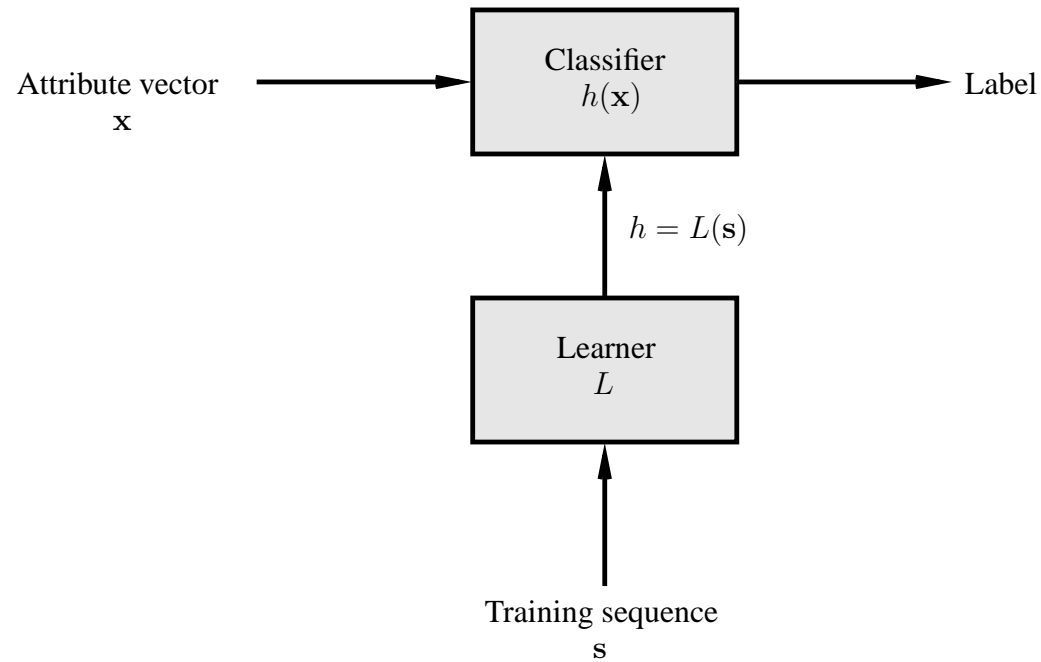 Classifier
h(x)
Attribute vector
x
Label
h = L(s)
Learner
L
Training sequence
s